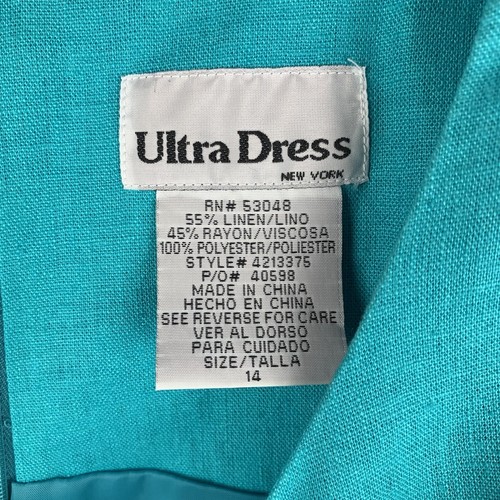 Ultra Dress
NEW YORK
RN# 53048
55% LINEN/LINO
45% RAYON/VISCOSA
100% POLYESTER/POLIESTER
STYLE# 4213375
P/O# 40598
MADE IN CHINA
HECHO EN CHINA
SEE REVERSE FOR CARE
VER AL DORSO
PARA CUIDADO
SIZE/TALLA
14